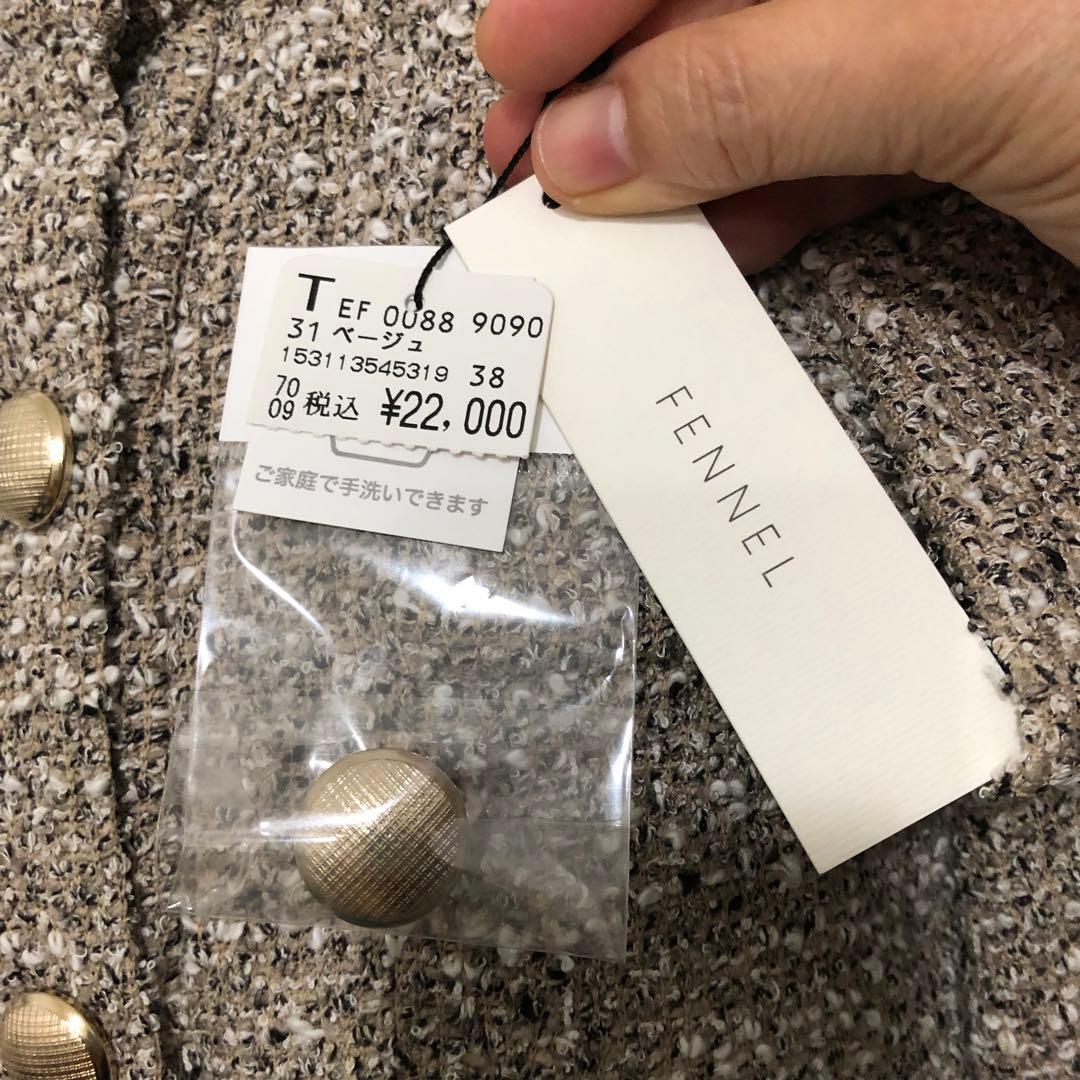 T EF 0088 9090
31 ベージュ
153113545319 38
70
09 税込 ¥22,000
ご家庭で手洗いできます
FENNEL